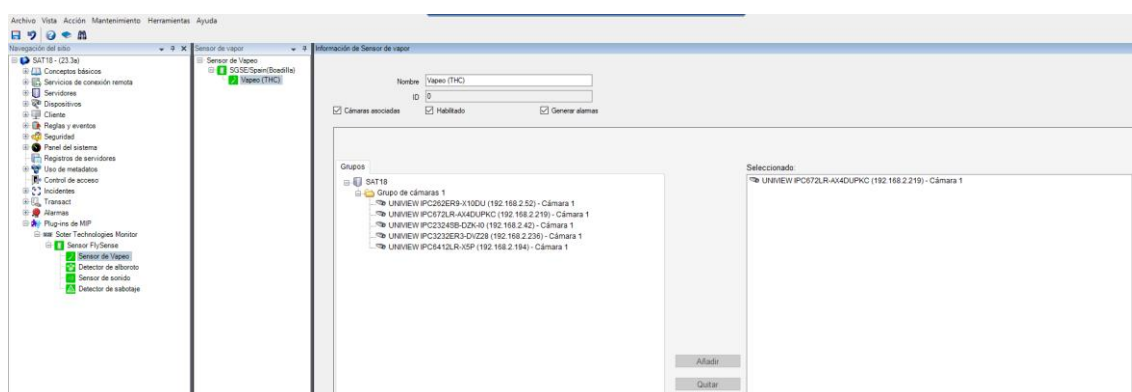 Archivo Vista Acción Mantenimiento Herramientas Ayuda
Navegación del sitio
SAT18 - (23.3a)
Conceptos básicos
Servicios de conexión remota
Servidores
Dispositivos
Cliente
Reglas y eventos
Seguridad
Panel del sistema
Registros de servidores
Uso de metadatos
Control de acceso
Incidentes
Transact
Alarmas
Plug-ins de MIP
Soter Technologies Monitor
Sensor FlySense
Sensor de Vapeo
Detector de alboroto
Sensor de sonido
Detector de sabotaje
Sensor de vapor
Sensor de Vapeo
SGSE/Spain(Boadilla)
Vapeo (THC)
Información de Sensor de vapor
Nombre Vapeo (THC)
ID 0
Cámaras asociadas Habilitado Generar alarmas
Grupos
SAT18
Grupo de cámaras 1
UNIVIEW IPC262ER9-X10DU (192.168.2.52) - Cámara 1
UNIVIEW IPC672LR-AX4DUPKC (192.168.2.219) - Cámara 1
UNIVIEW IPC2324SB-DZK-I0 (192.168.2.42) - Cámara 1
UNIVIEW IPC3232ER3-DVZ28 (192.168.2.236) - Cámara 1
UNIVIEW IPC6412LR-X5P (192.168.2.194) - Cámara 1
Añadir
Quitar
Seleccionado:
UNIVIEW IPC672LR-AX4DUPKC (192.168.2.219) - Cámara 1